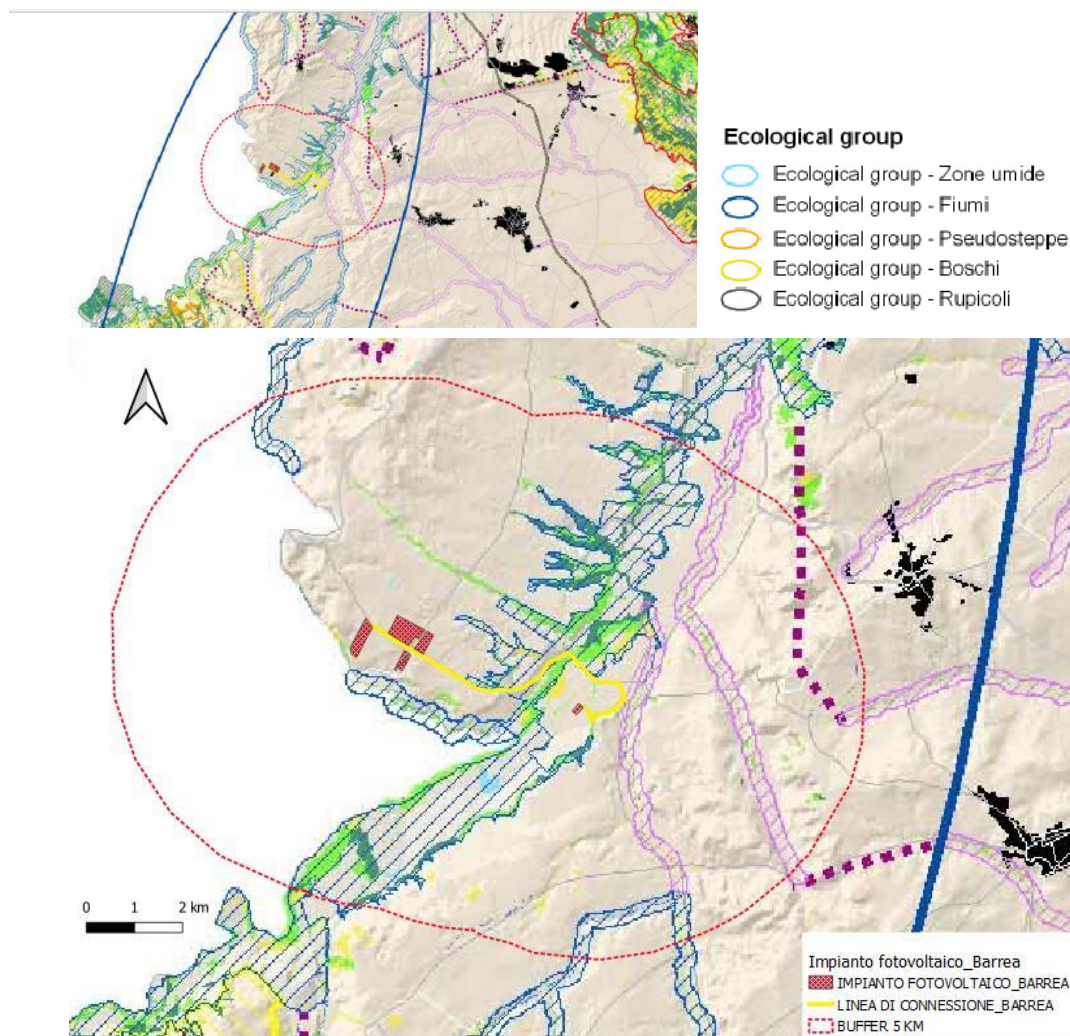 Ecological group
Ecological group - Zone umide
Ecological group - Fiumi
Ecological group - Pseudosteppe
Ecological group - Boschi
Ecological group - Rupicoli
0 1 2 km
Impianto fotovoltaico_Barrea
IMPIANTO FOTOVOLTAICO_BARREA
LINEA DI CONNESSIONE_BARREA
BUFFER 5 KM